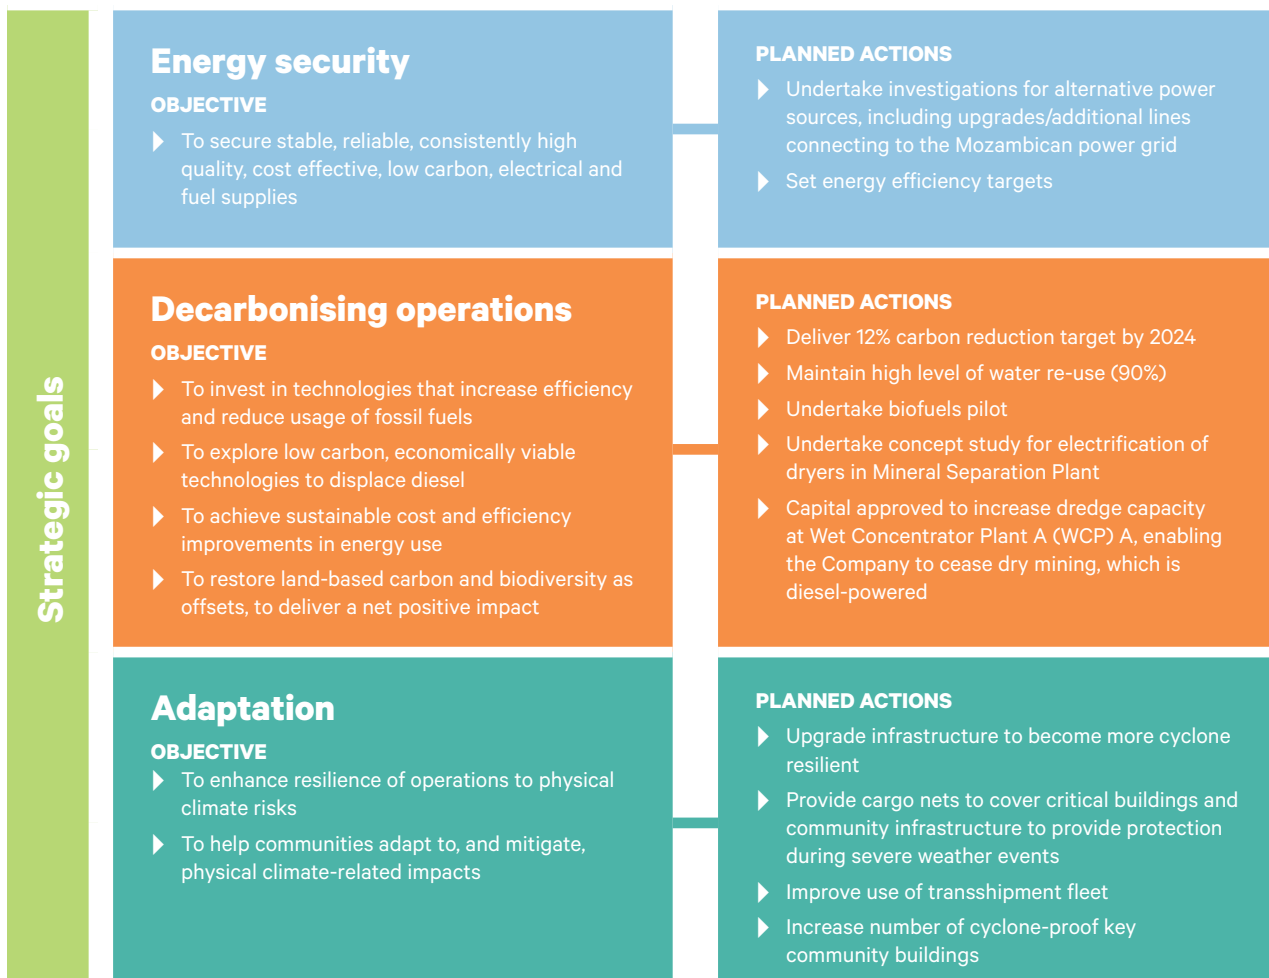 Strategic goals
Energy security
OBJECTIVE
To secure stable, reliable, consistently high
quality, cost effective, low carbon, electrical and
fuel supplies
PLANNED ACTIONS
Undertake investigations for alternative power
sources, including upgrades/additional lines
connecting to the Mozambican power grid
Set energy efficiency targets
Decarbonising operations
OBJECTIVE
To invest in technologies that increase efficiency
and reduce usage of fossil fuels
To explore low carbon, economically viable
technologies to displace diesel
To achieve sustainable cost and efficiency
improvements in energy use
To restore land-based carbon and biodiversity as
offsets, to deliver a net positive impact
PLANNED ACTIONS
Deliver 12% carbon reduction target by 2024
Maintain high level of water re-use (90%)
Undertake biofuels pilot
Undertake concept study for electrification of
dryers in Mineral Separation Plant
Capital approved to increase dredge capacity
at Wet Concentrator Plant A (WCP) A, enabling
the Company to cease dry mining, which is
diesel-powered
Adaptation
OBJECTIVE
To enhance resilience of operations to physical
climate risks
To help communities adapt to, and mitigate,
physical climate-related impacts
PLANNED ACTIONS
Upgrade infrastructure to become more cyclone
resilient
Provide cargo nets to cover critical buildings and
community infrastructure to provide protection
during severe weather events
Improve use of transshipment fleet
Increase number of cyclone-proof key
community buildings